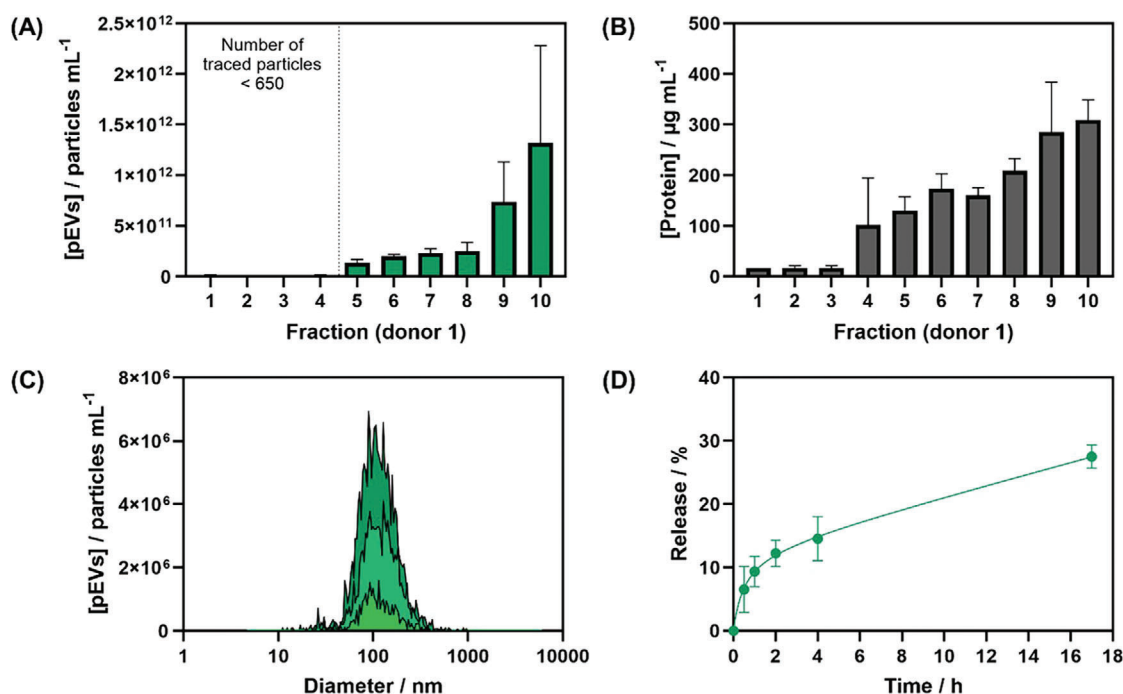 (A)
[pEVs] / particles mL⁻¹
2.5×10¹²
2×10¹²
1.5×10¹²
1×10¹²
5×10¹¹
0
Number of
traced particles
< 650
1 2 3 4 5 6 7 8 9 10
Fraction (donor 1)
(B)
[Protein] / µg mL⁻¹
500
400
300
200
100
0
1 2 3 4 5 6 7 8 9 10
Fraction (donor 1)
(C)
[pEVs] / particles mL⁻¹
8×10⁶
6×10⁶
4×10⁶
2×10⁶
0
1 10 100 1000 10000
Diameter / nm
(D)
Release / %
40
30
20
10
0
0 2 4 6 8 10 12 14 16 18
Time / h